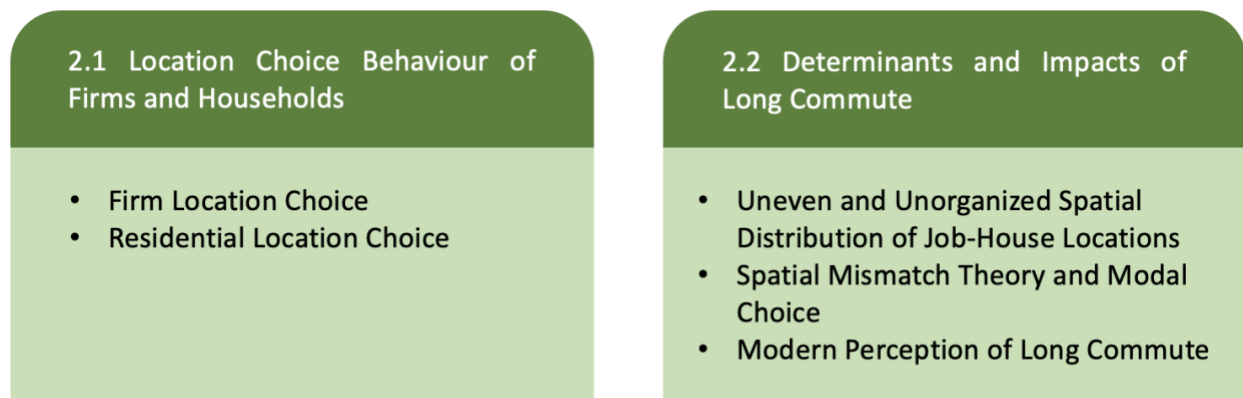 2.1 Location Choice Behaviour of
Firms and Households
• Firm Location Choice
• Residential Location Choice
2.2 Determinants and Impacts of
Long Commute
• Uneven and Unorganized Spatial
Distribution of Job-House Locations
• Spatial Mismatch Theory and Modal
Choice
• Modern Perception of Long Commute